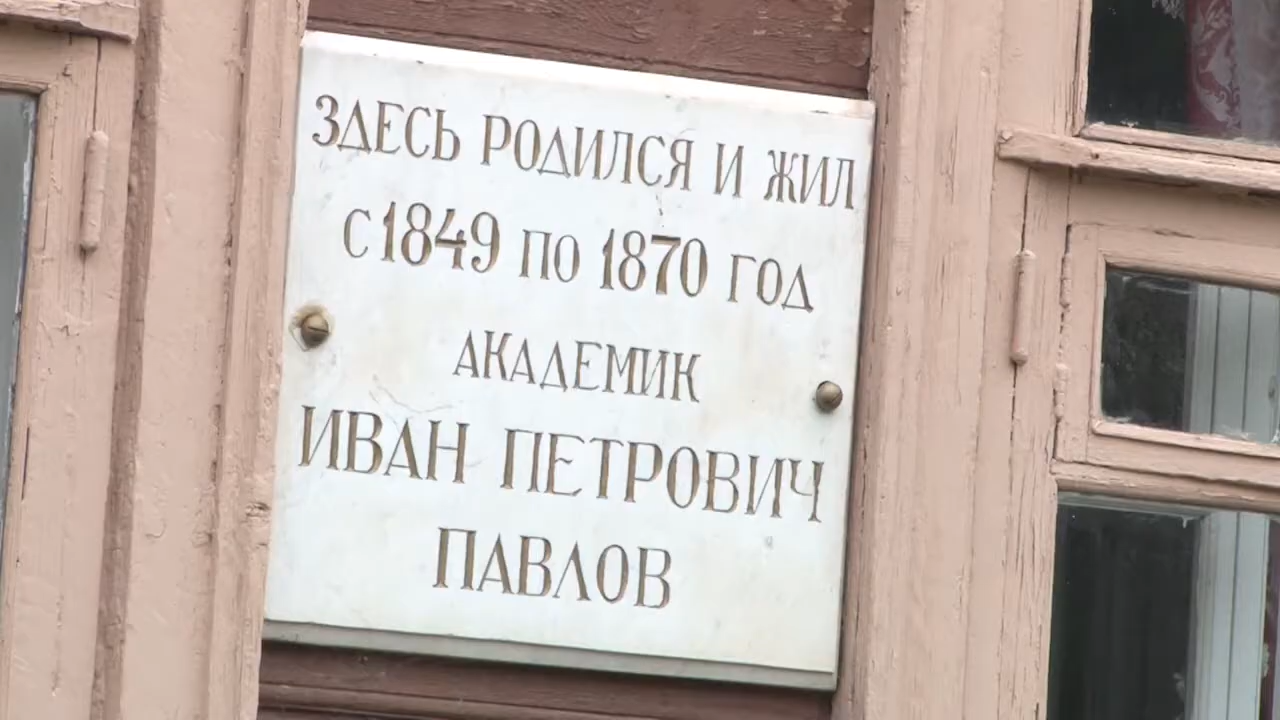 ЗДЕСЬ РОДИЛСЯ И ЖИЛ
С 1849 ПО 1870 ГОД
АКАДЕМИК
ИВАН ПЕТРОВИЧ
ПАВЛОВ